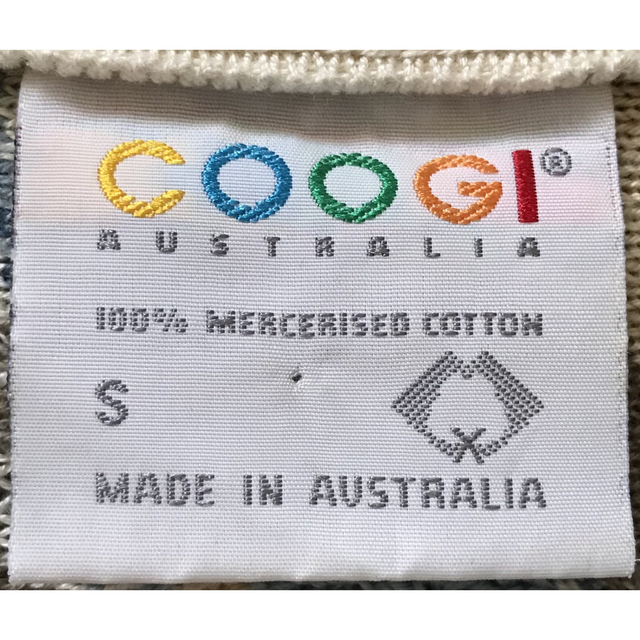 COOGI®
AUSTRALIA
100% MERCERISED COTTON
S
MADE IN AUSTRALIA